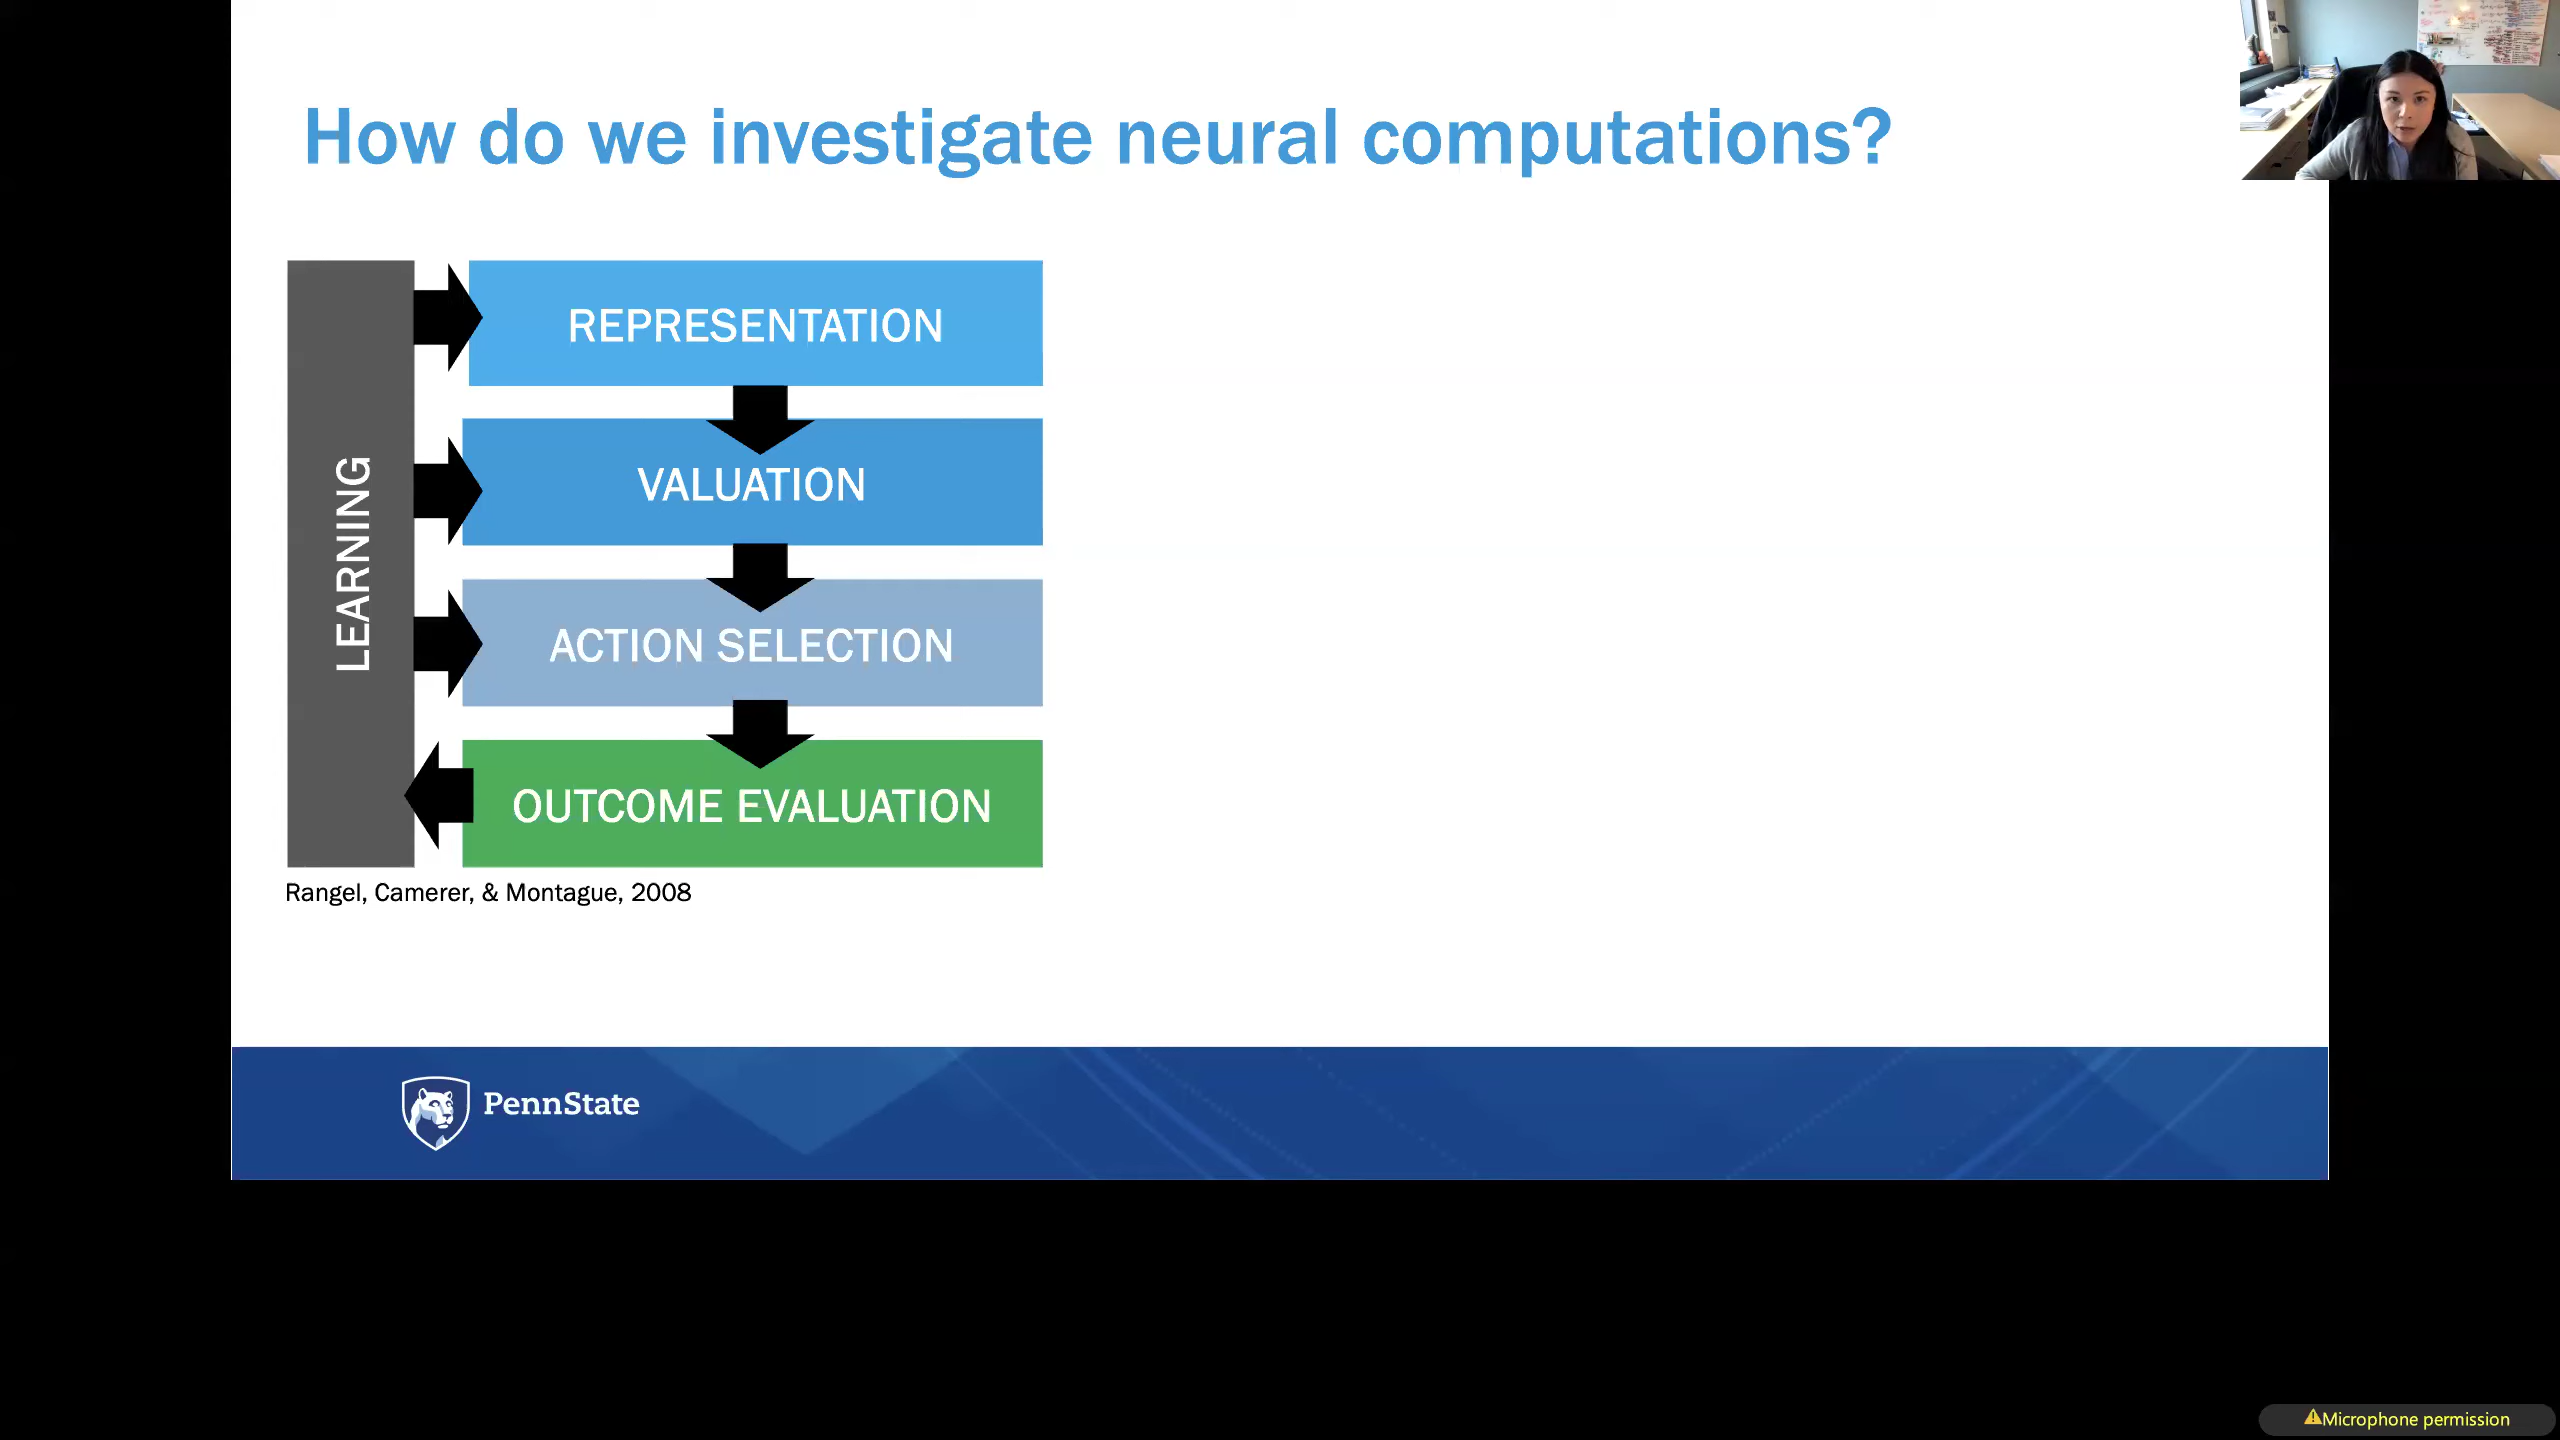 How do we investigate neural computations?
LEARNING
REPRESENTATION
VALUATION
ACTION SELECTION
OUTCOME EVALUATION
Rangel, Camerer, & Montague, 2008
PennState
Microphone permission